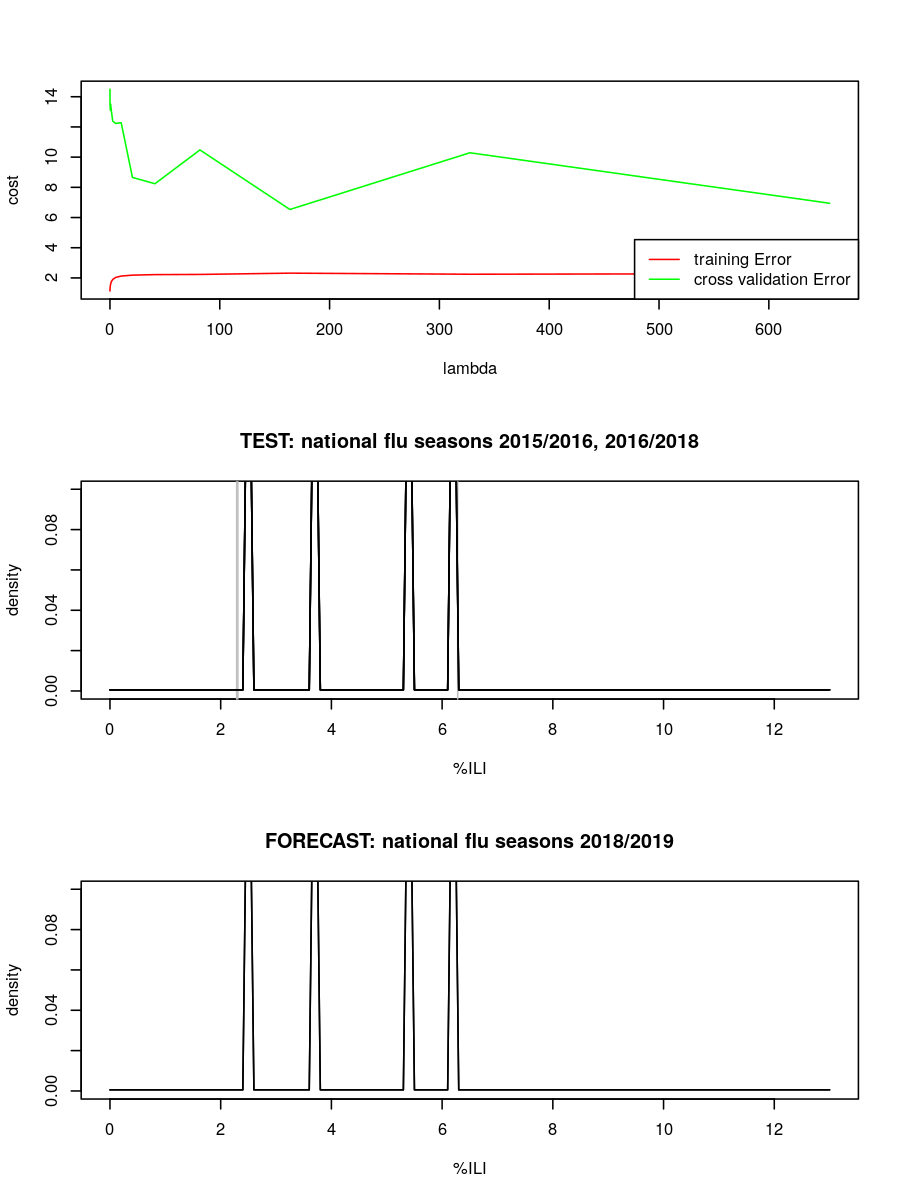 cost
14
10
8
6
4
2
training Error
cross validation Error
0 100 200 300 400 500 600
lambda
TEST: national flu seasons 2015/2016, 2016/2018
density
0.08
0.04
0.00
0 2 4 6 8 10 12
%ILI
FORECAST: national flu seasons 2018/2019
density
0.08
0.04
0.00
0 2 4 6 8 10 12
%ILI